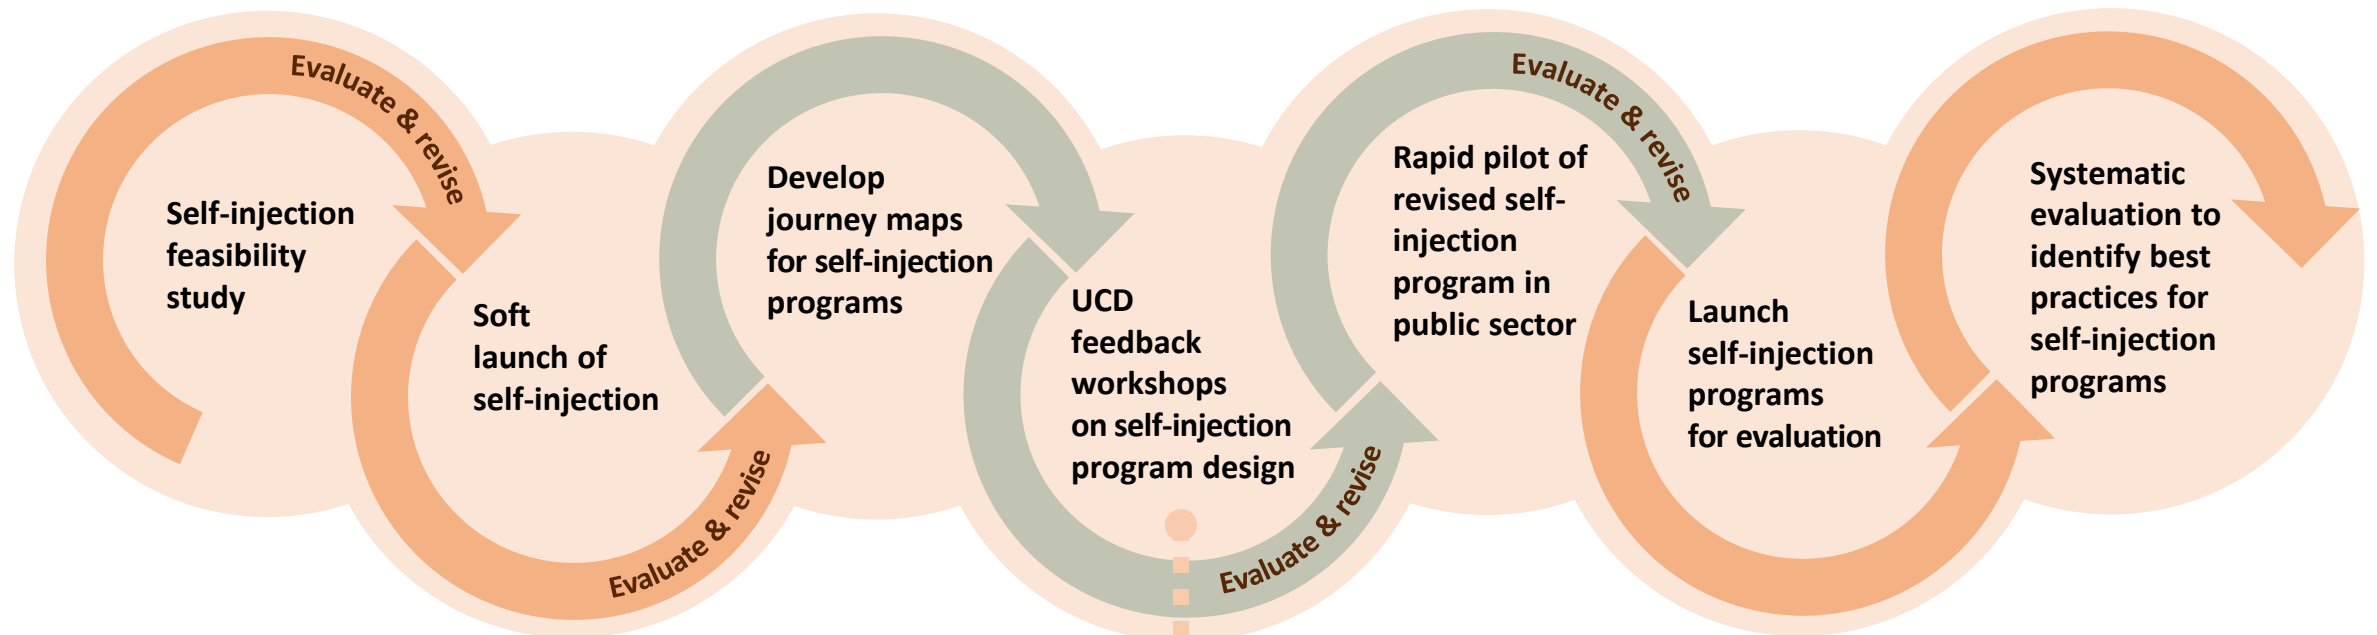 Evaluate & revise
Self-injection
feasibility
study
Soft
launch of
self-injection
Evaluate & revise
Develop
journey maps
for self-injection
programs
UCD
feedback
workshops
on self-injection
program design
Evaluate & revise
Evaluate & revise
Rapid pilot of
revised self-
injection
program in
public sector
Launch
self-injection
programs
for evaluation
Systematic
evaluation to
identify best
practices for
self-injection
programs